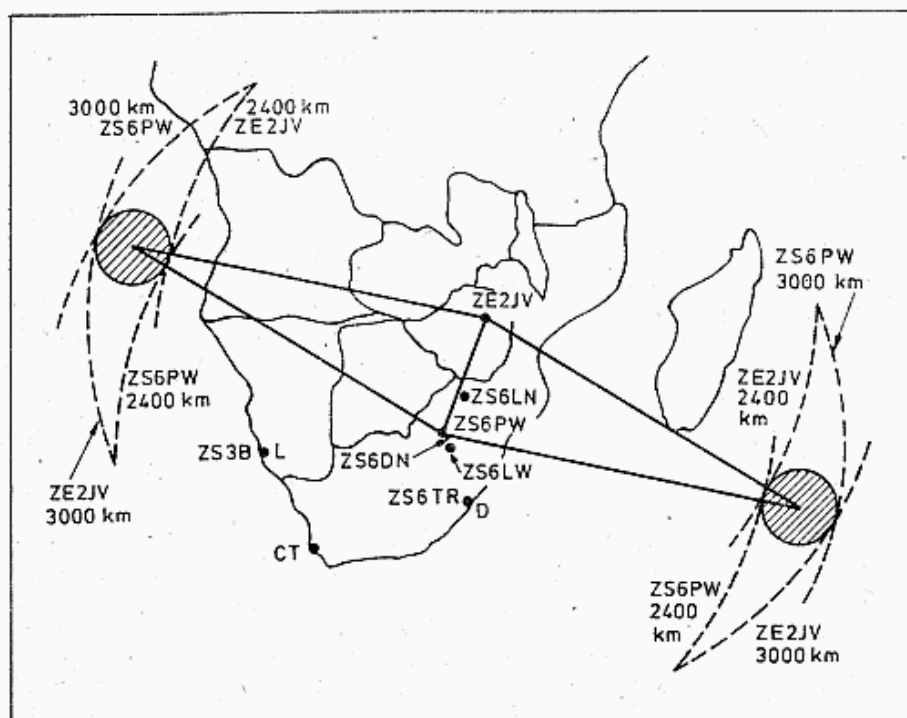 3000 km
ZS6PW
2400 km
ZE2JV
ZS6PW
3000 km
ZE2JV
ZE2JV
2400 km
ZS6PW
2400 km
ZS6LN
ZS6PW
ZS3B
L
ZS6DN
ZS6LW
ZE2JV
3000 km
ZS6TR
D
CT
ZS6PW
2400
km
ZE2JV
3000 km